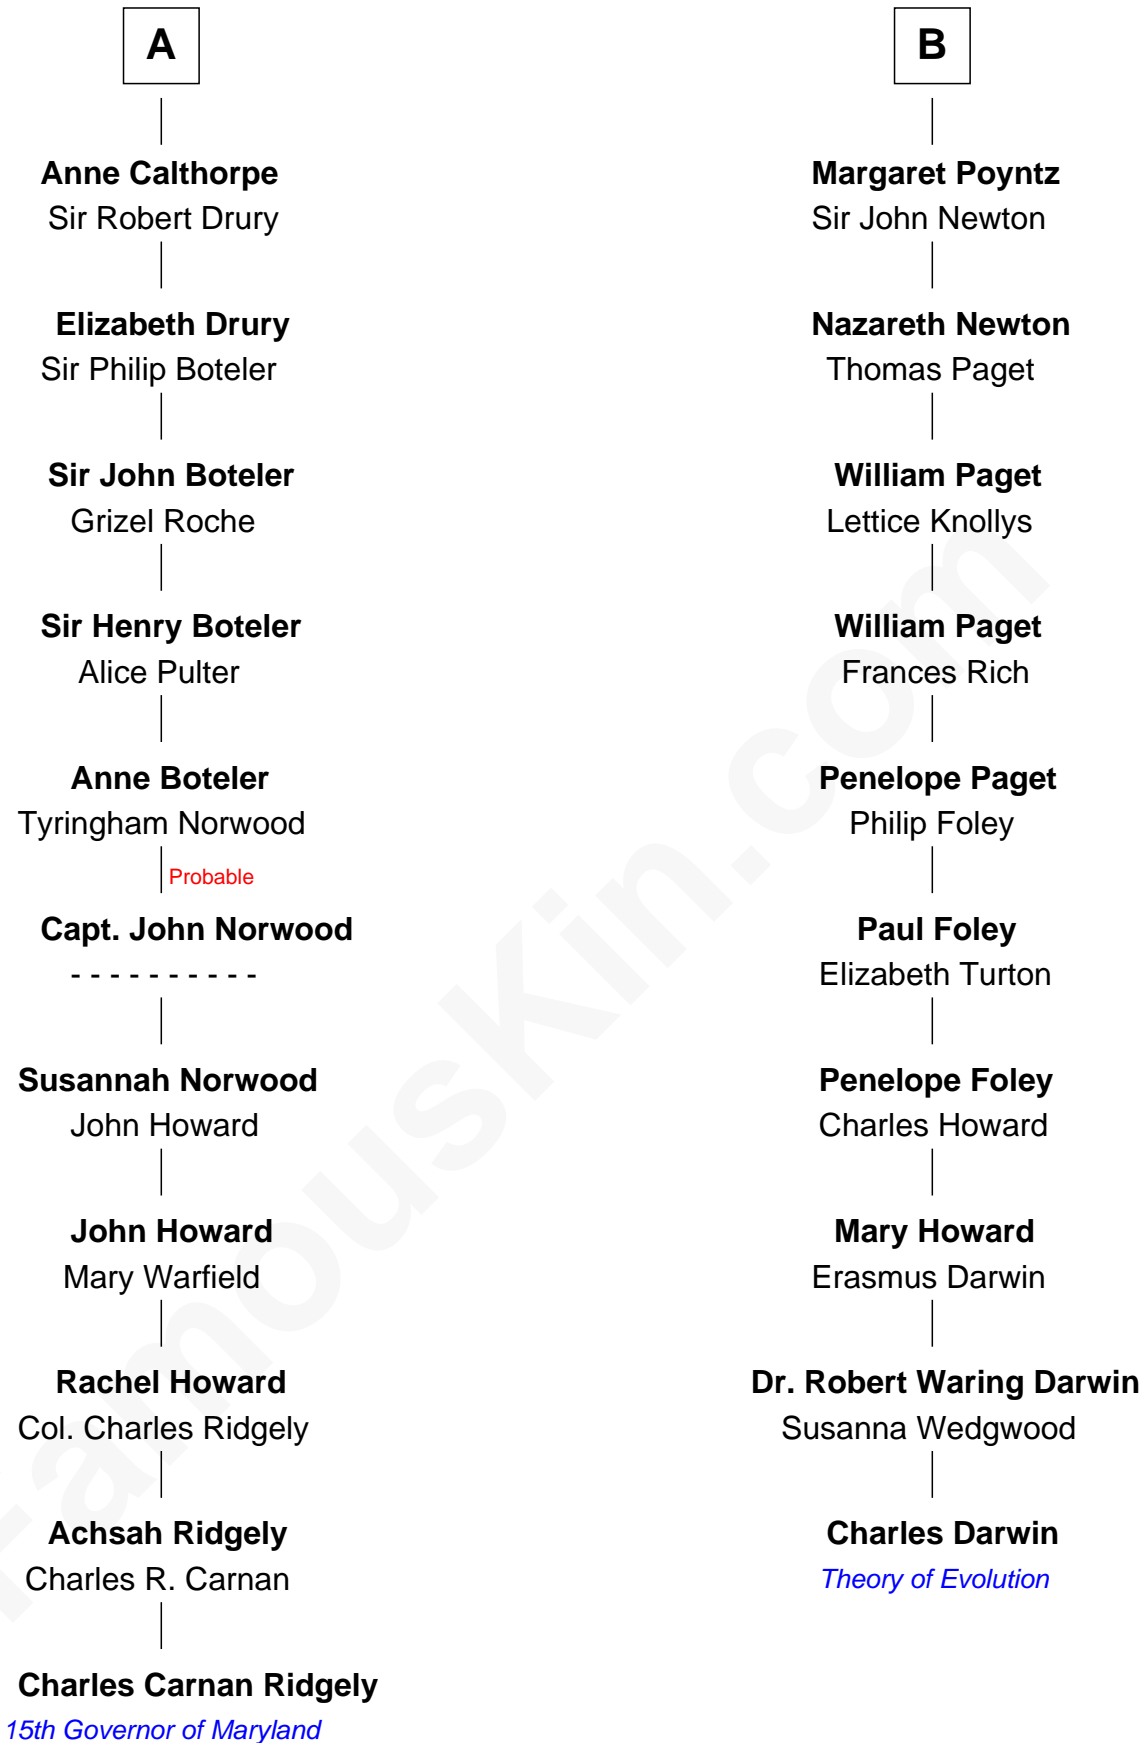 A
Anne Calthorpe
Sir Robert Drury
Elizabeth Drury
Sir Philip Boteler
Sir John Boteler
Grizel Roche
Sir Henry Boteler
Alice Pulter
Anne Boteler
Tyringham Norwood
Probable
Capt. John Norwood
- - - - - - - - - -
Susannah Norwood
John Howard
John Howard
Mary Warfield
Rachel Howard
Col. Charles Ridgely
Achsah Ridgely
Charles R. Carnan
Charles Carnan Ridgely
15th Governor of Maryland
B
Margaret Poyntz
Sir John Newton
Nazareth Newton
Thomas Paget
William Paget
Lettice Knollys
William Paget
Frances Rich
Penelope Paget
Philip Foley
Paul Foley
Elizabeth Turton
Penelope Foley
Charles Howard
Mary Howard
Erasmus Darwin
Dr. Robert Waring Darwin
Susanna Wedgwood
Charles Darwin
Theory of Evolution
FamousKin.com